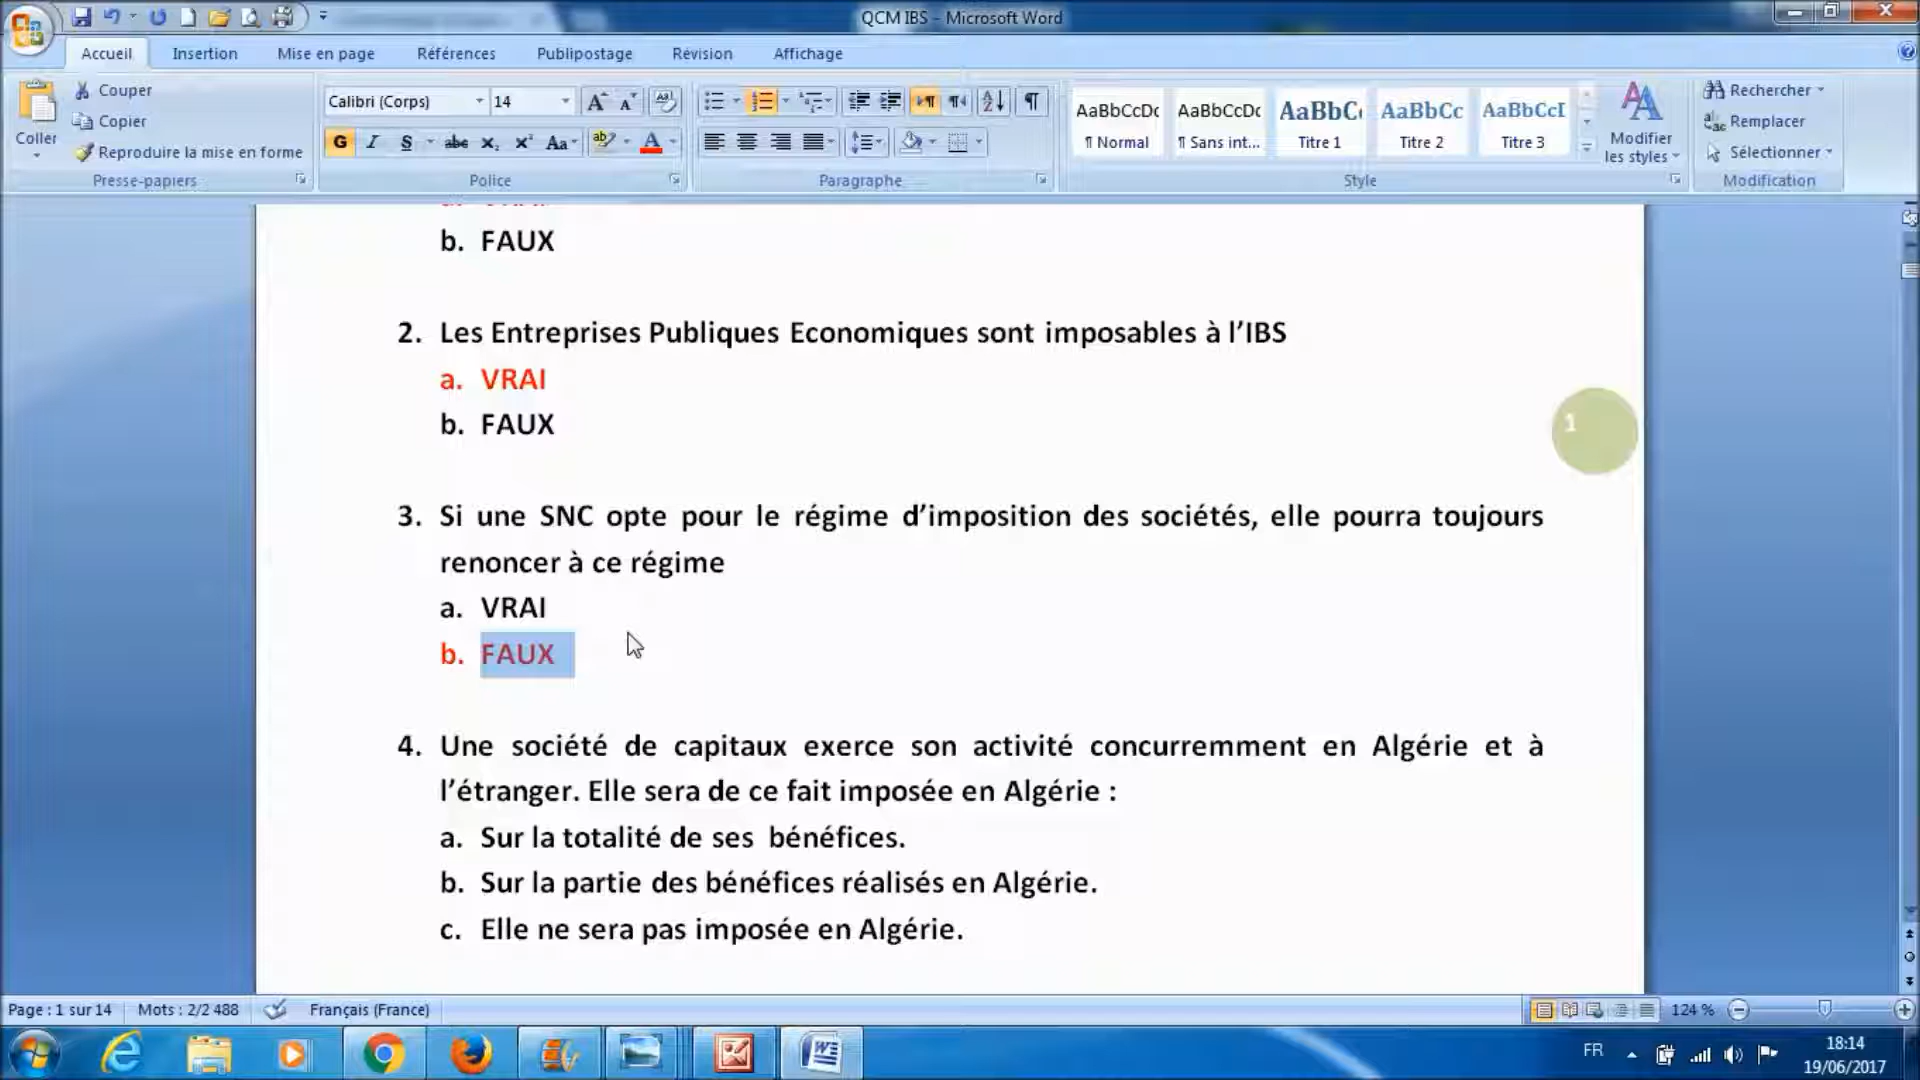 QCM IBS - Microsoft Word
Accueil Insertion Mise en page Références Publipostage Révision Affichage
Coller
Couper
Copier
Reproduire la mise en forme
Presse-papiers
Calibri (Corps) 14
G I S abc X₂ X² Aa
Police
Paragraphe
AaBbCcDc AaBbCcDc AaBbC AaBbCc AaBbCcI
¶ Normal ¶ Sans int... Titre 1 Titre 2 Titre 3
Modifier les styles
Style
Rechercher
Remplacer
Sélectionner
Modification
b. FAUX
2. Les Entreprises Publiques Economiques sont imposables à l’IBS
a. VRAI
b. FAUX
1
3. Si une SNC opte pour le régime d’imposition des sociétés, elle pourra toujours
renoncer à ce régime
a. VRAI
b. FAUX
4. Une société de capitaux exerce son activité concurremment en Algérie et à
l’étranger. Elle sera de ce fait imposée en Algérie :
a. Sur la totalité de ses bénéfices.
b. Sur la partie des bénéfices réalisés en Algérie.
c. Elle ne sera pas imposée en Algérie.
Page : 1 sur 14 Mots : 2/2 488 Français (France) 124 %
FR
18:14
19/06/2017